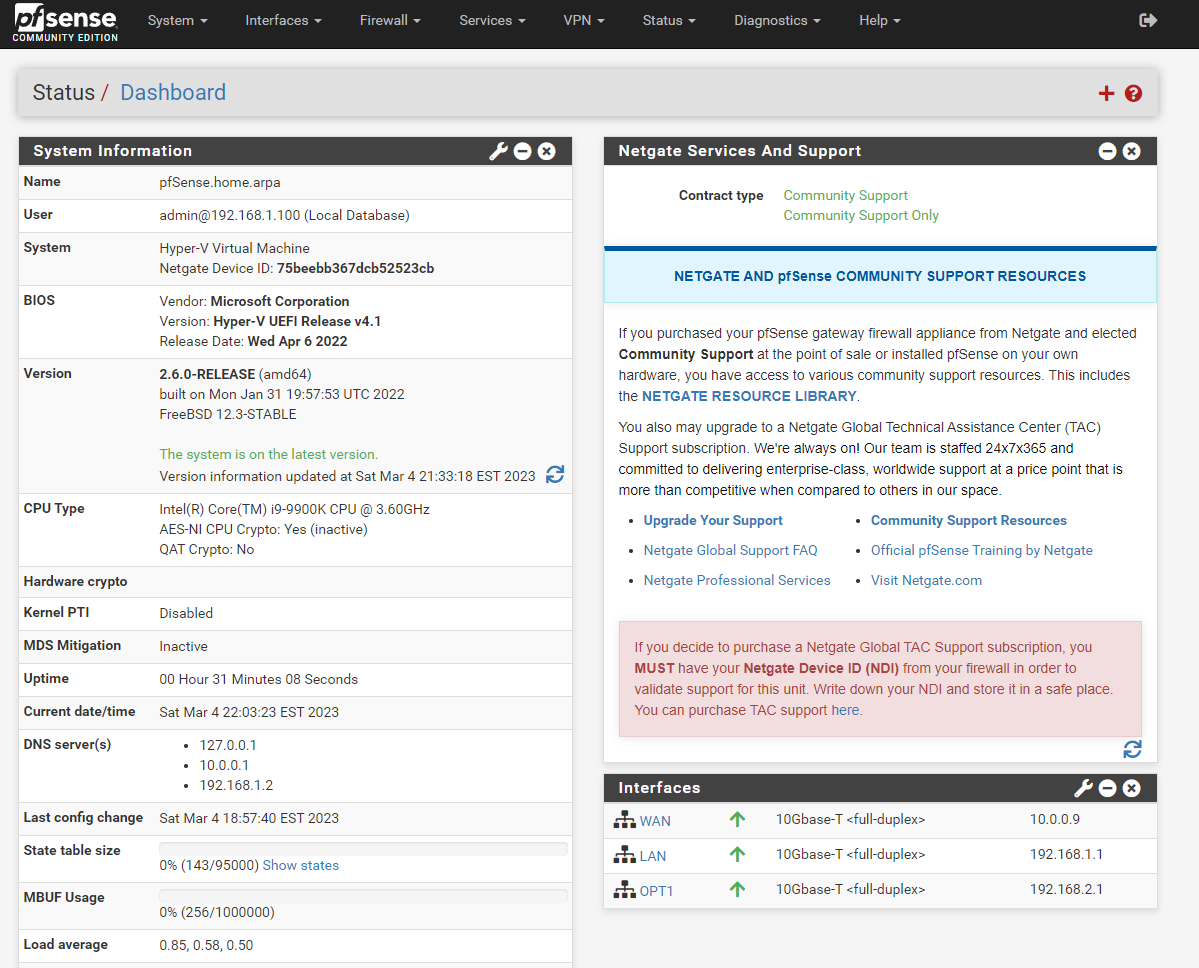 pfsense
COMMUNITY EDITION
System
Interfaces
Firewall
Services
VPN
Status
Diagnostics
Help
Status / Dashboard
System Information
Name pfSense.home.arpa
User admin@192.168.1.100 (Local Database)
System Hyper-V Virtual Machine
Netgate Device ID: 75beebb367dcb52523cb
BIOS Vendor: Microsoft Corporation
Version: Hyper-V UEFI Release v4.1
Release Date: Wed Apr 6 2022
Version 2.6.0-RELEASE (amd64)
built on Mon Jan 31 19:57:53 UTC 2022
FreeBSD 12.3-STABLE
The system is on the latest version.
Version information updated at Sat Mar 4 21:33:18 EST 2023
CPU Type Intel(R) Core(TM) i9-9900K CPU @ 3.60GHz
AES-NI CPU Crypto: Yes (inactive)
QAT Crypto: No
Hardware crypto
Kernel PTI Disabled
MDS Mitigation Inactive
Uptime 00 Hour 31 Minutes 08 Seconds
Current date/time Sat Mar 4 22:03:23 EST 2023
DNS server(s) • 127.0.0.1
• 10.0.0.1
• 192.168.1.2
Last config change Sat Mar 4 18:57:40 EST 2023
State table size
0% (143/95000) Show states
MBUF Usage
0% (256/1000000)
Load average 0.85, 0.58, 0.50
Netgate Services And Support
Contract type Community Support
Community Support Only
NETGATE AND pfSense COMMUNITY SUPPORT RESOURCES
If you purchased your pfSense gateway firewall appliance from Netgate and elected
Community Support at the point of sale or installed pfSense on your own
hardware, you have access to various community support resources. This includes
the NETGATE RESOURCE LIBRARY.
You also may upgrade to a Netgate Global Technical Assistance Center (TAC)
Support subscription. We're always on! Our team is staffed 24x7x365 and
committed to delivering enterprise-class, worldwide support at a price point that is
more than competitive when compared to others in our space.
• Upgrade Your Support
• Community Support Resources
• Netgate Global Support FAQ
• Official pfSense Training by Netgate
• Netgate Professional Services
• Visit Netgate.com
If you decide to purchase a Netgate Global TAC Support subscription, you
MUST have your Netgate Device ID (NDI) from your firewall in order to
validate support for this unit. Write down your NDI and store it in a safe place.
You can purchase TAC support here.
Interfaces
WAN 10Gbase-T <full-duplex> 10.0.0.9
LAN 10Gbase-T <full-duplex> 192.168.1.1
OPT1 10Gbase-T <full-duplex> 192.168.2.1